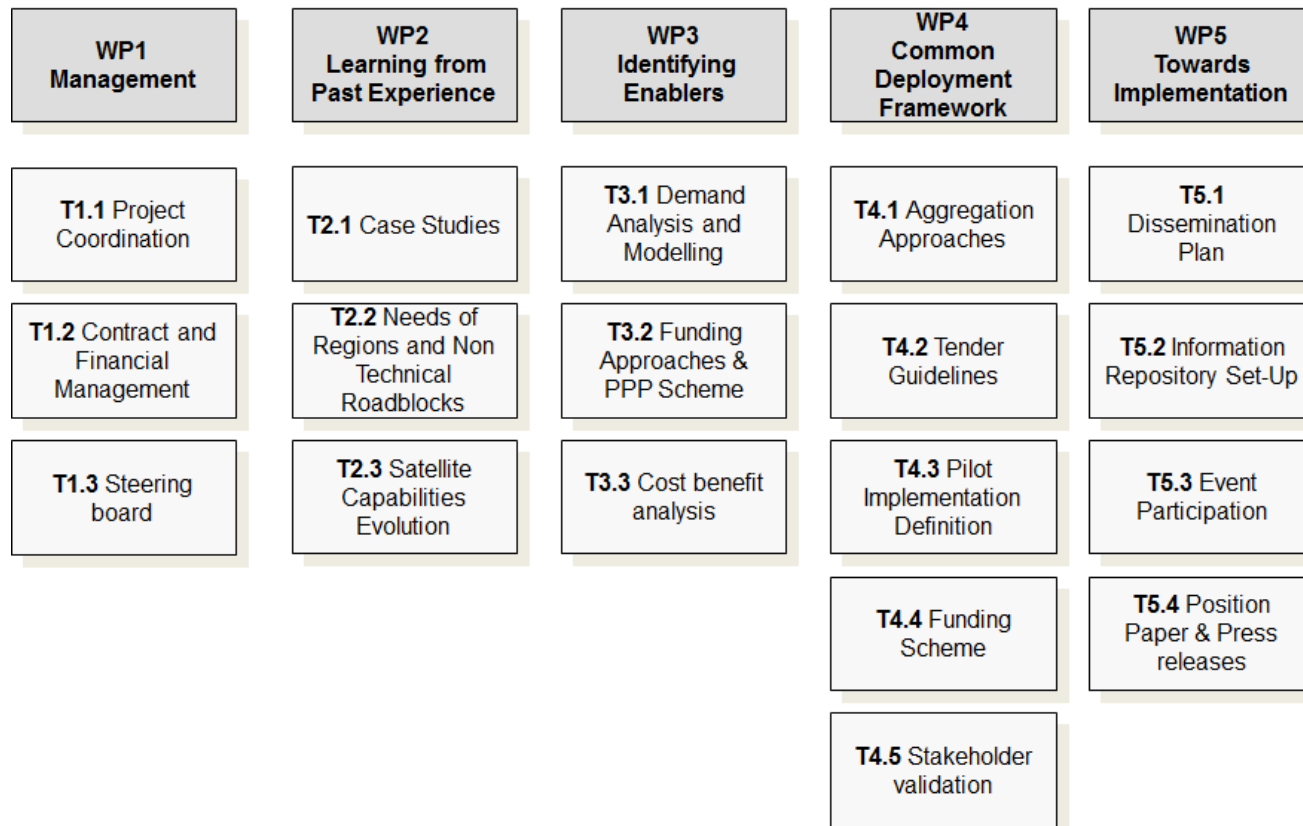 WP1
Management
WP2
Learning from
Past Experience
WP3
Identifying
Enablers
WP4
Common
Deployment
Framework
WP5
Towards
Implementation
T1.1 Project
Coordination
T1.2 Contract and
Financial
Management
T1.3 Steering
board
T2.1 Case Studies
T2.2 Needs of
Regions and Non
Technical
Roadblocks
T2.3 Satellite
Capabilities
Evolution
T3.1 Demand
Analysis and
Modelling
T3.2 Funding
Approaches &
PPP Scheme
T3.3 Cost benefit
analysis
T4.1 Aggregation
Approaches
T4.2 Tender
Guidelines
T4.3 Pilot
Implementation
Definition
T4.4 Funding
Scheme
T4.5 Stakeholder
validation
T5.1
Dissemination
Plan
T5.2 Information
Repository Set-Up
T5.3 Event
Participation
T5.4 Position
Paper & Press
releases